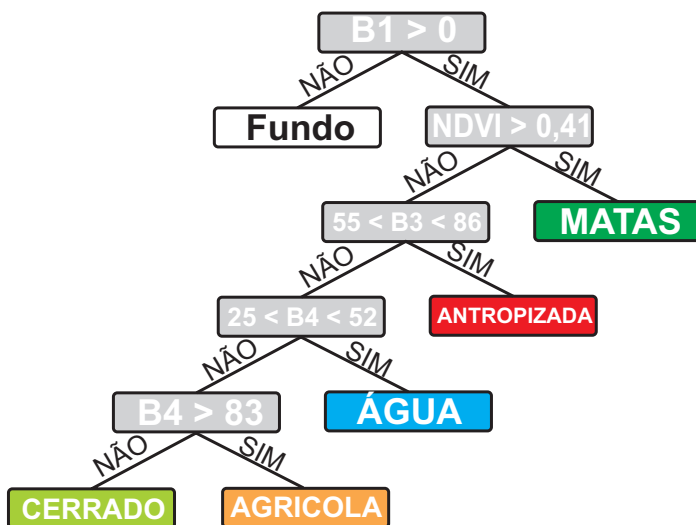 B1 > 0
NÃO
SIM
Fundo
NDVI > 0,41
NÃO
SIM
55 < B3 < 86
MATAS
NÃO
SIM
25 < B4 < 52
ANTROPIZADA
NÃO
SIM
B4 > 83
ÁGUA
NÃO
SIM
CERRADO
AGRICOLA